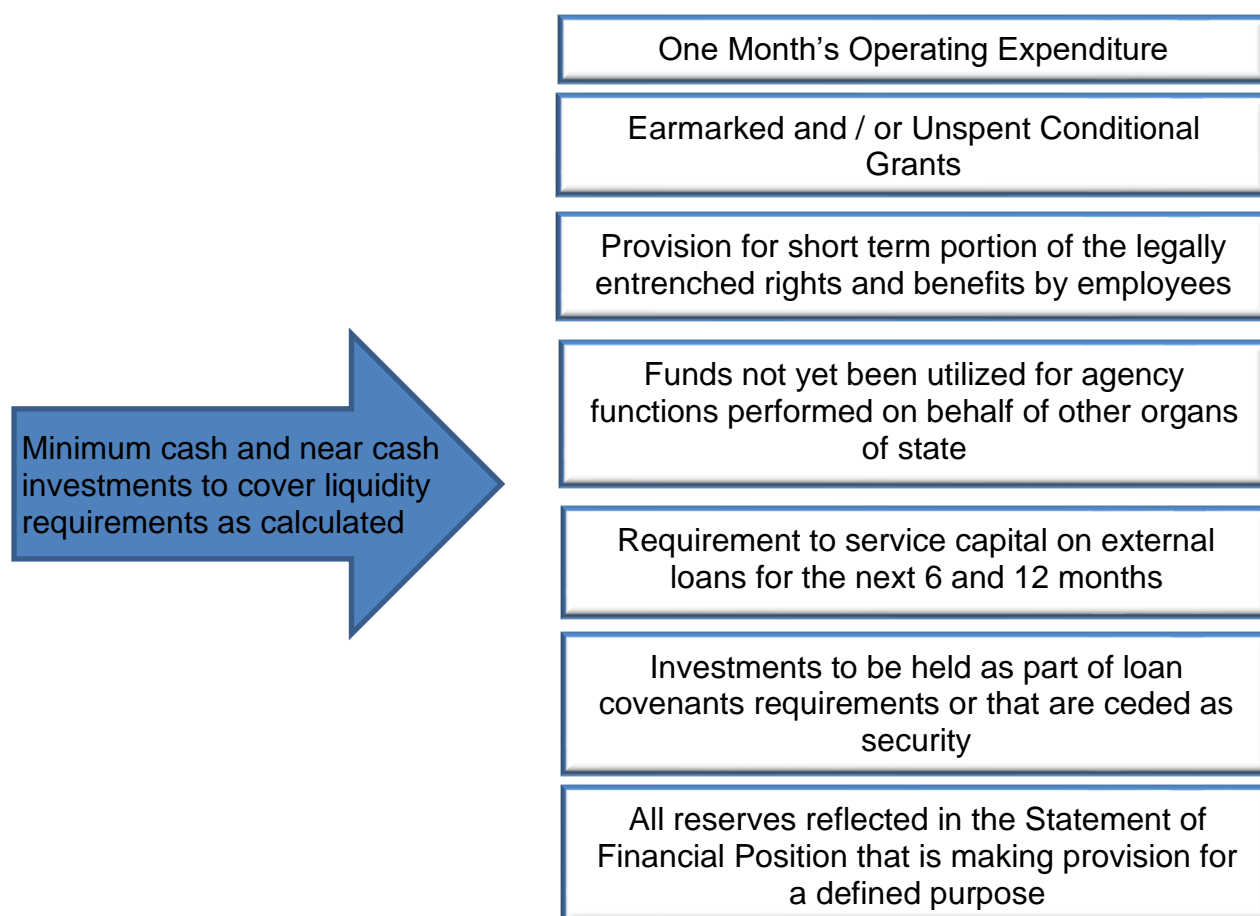 One Month's Operating Expenditure
Earmarked and / or Unspent Conditional
Grants
Provision for short term portion of the legally
entrenched rights and benefits by employees
Minimum cash and near cash
investments to cover liquidity
requirements as calculated
Funds not yet been utilized for agency
functions performed on behalf of other organs
of state
Requirement to service capital on external
loans for the next 6 and 12 months
Investments to be held as part of loan
covenants requirements or that are ceded as
security
All reserves reflected in the Statement of
Financial Position that is making provision for
a defined purpose